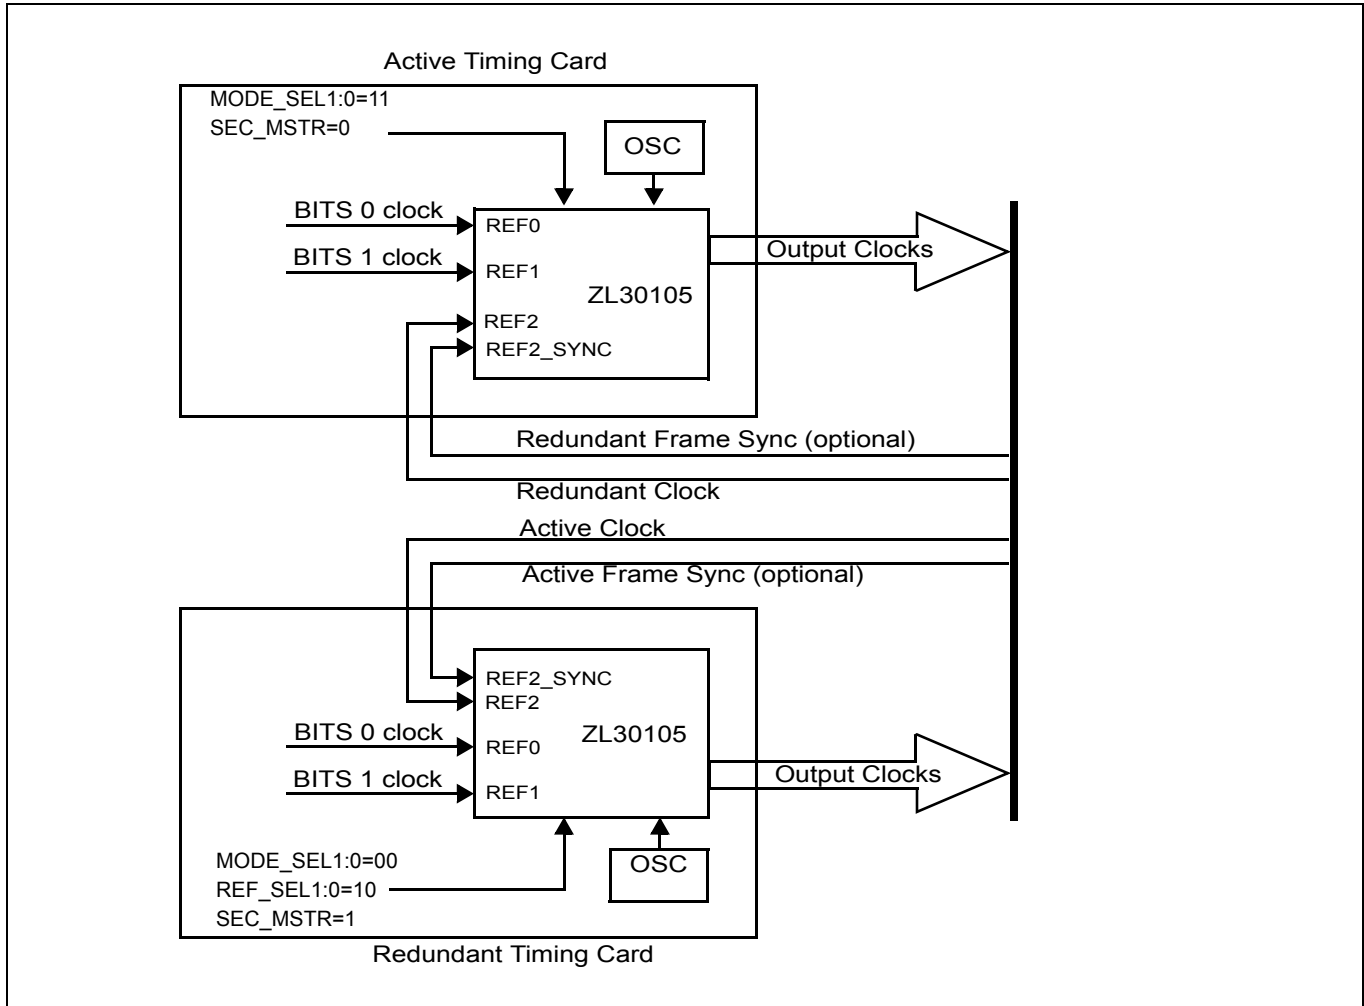 Active Timing Card
MODE_SEL1:0=11
SEC_MSTR=0
OSC
BITS 0 clock
REF0
Output Clocks
BITS 1 clock
REF1
ZL30105
REF2
REF2_SYNC
Redundant Frame Sync (optional)
Redundant Clock
Active Clock
Active Frame Sync (optional)
REF2_SYNC
REF2
BITS 0 clock
REF0
ZL30105
BITS 1 clock
REF1
Output Clocks
MODE_SEL1:0=00
REF_SEL1:0=10
SEC_MSTR=1
OSC
Redundant Timing Card